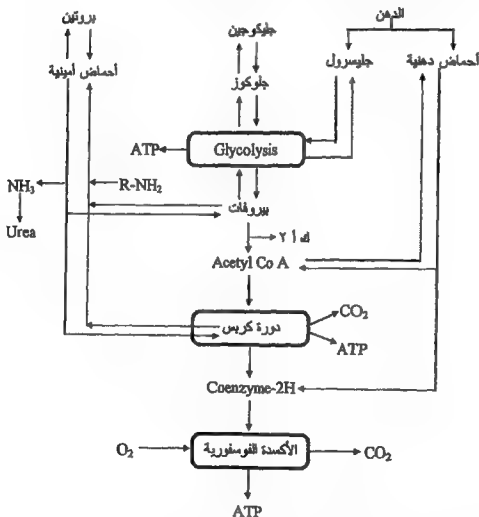 الدهن
بروتين
جليكوجين
أحماض أمينية
جلوكوز
جليسرول
أحماض دهنية
ATP
Glycolysis
NH₃
R-NH₂
بيروفات
Urea
ك أ ٢
Acetyl Co A
دورة كربس
CO₂
ATP
Coenzyme-2H
O₂
الأكسدة الفوسفورية
CO₂
ATP